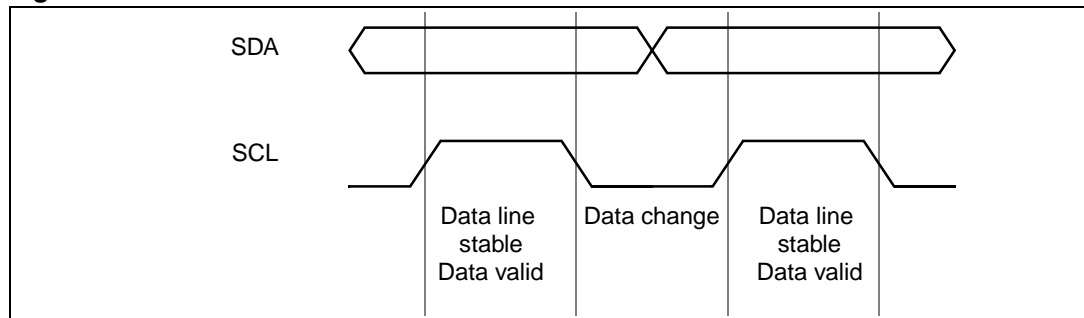 SDA
SCL
Data line
stable
Data valid
Data change
Data line
stable
Data valid